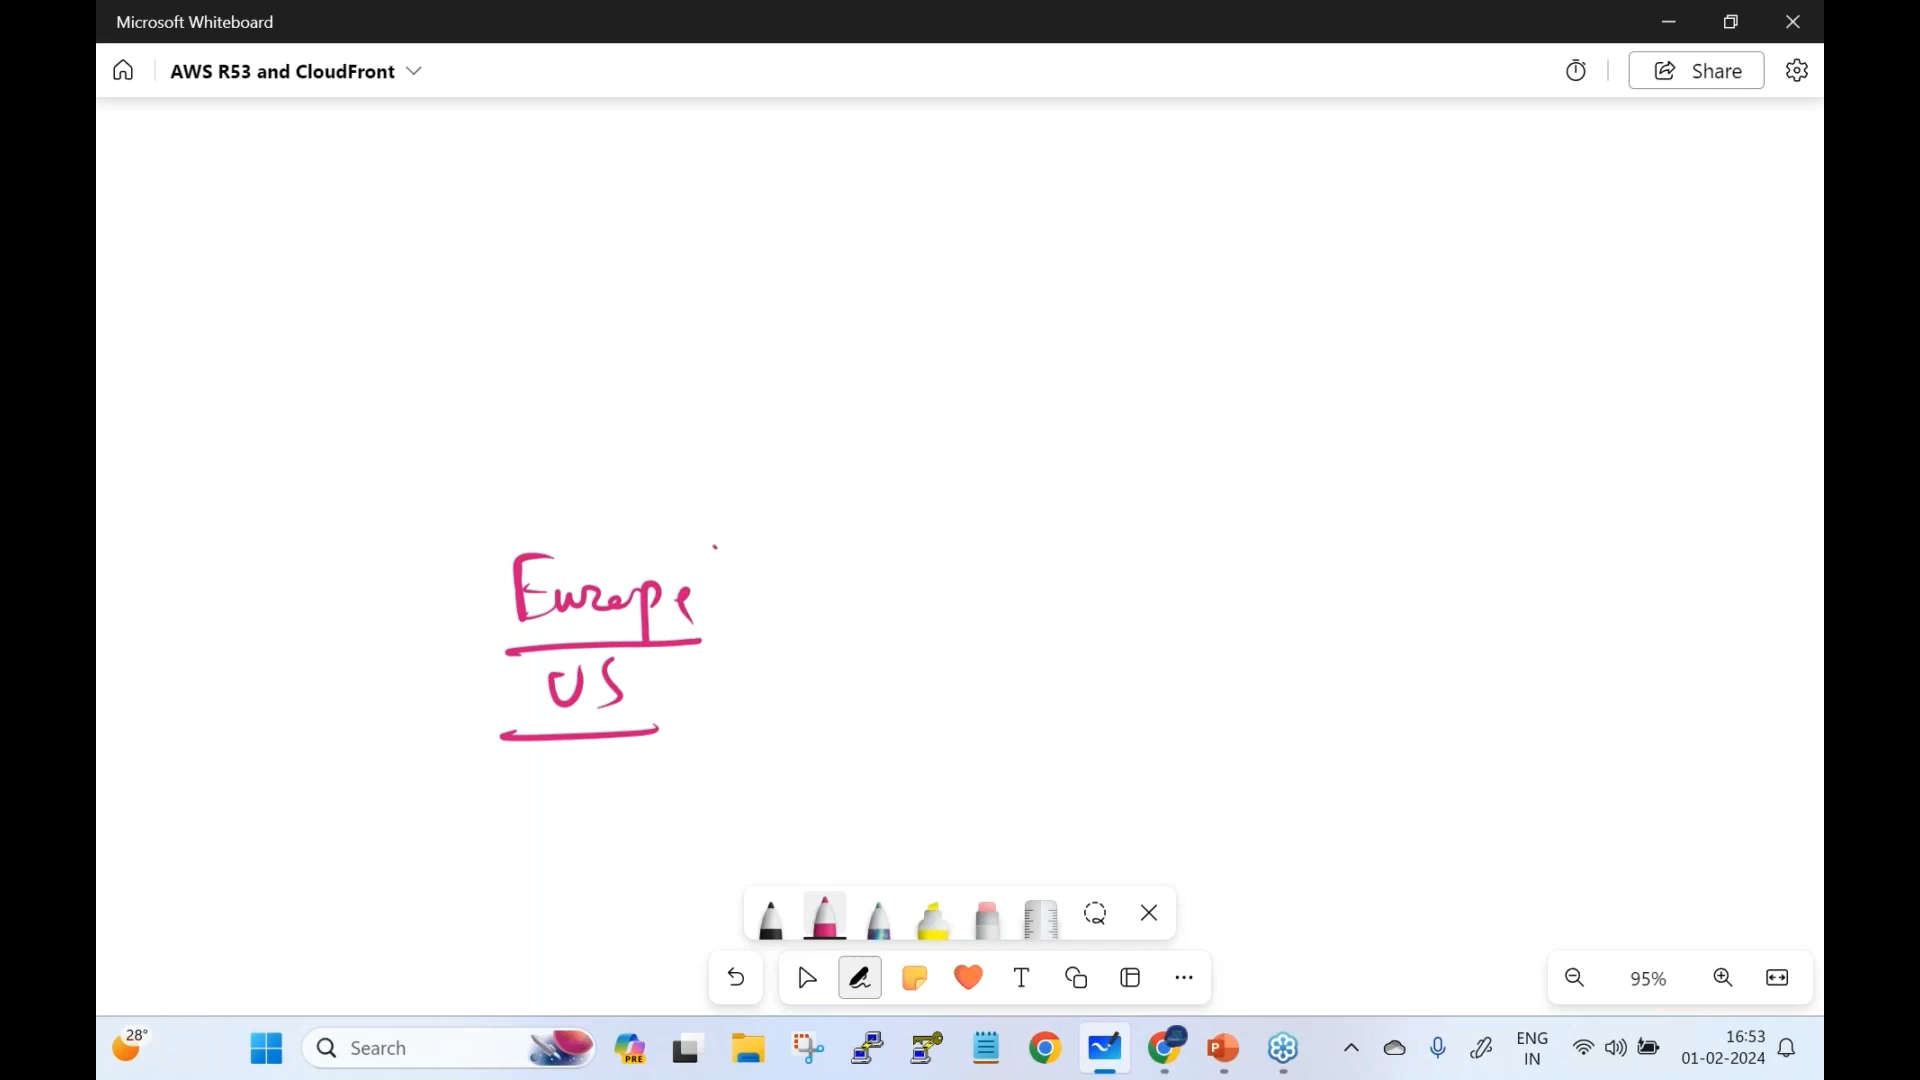 Microsoft Whiteboard
AWS R53 and CloudFront
Share
Europe
US
PRE
T
95%
28°
Search
ENG
IN
16:53
01-02-2024